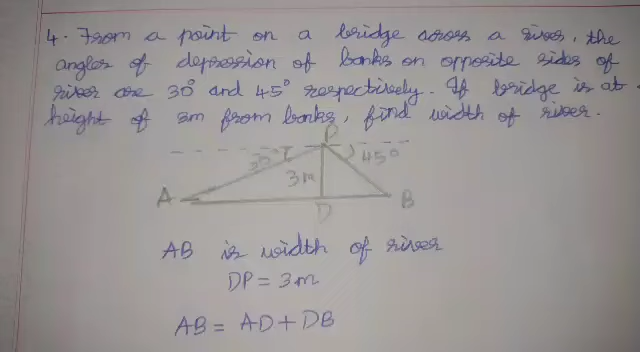 4. From a point on a bridge across a river, the
angles of depression of banks on opposite sides of
river are 30° and 45° respectively. If bridge is at
height of 3m from banks, find width of river.
P
30° 45°
3m
A D B
AB is width of river
DP = 3m
AB = AD + DB